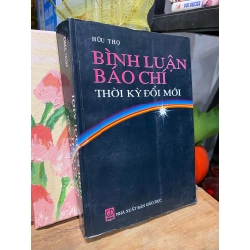 HỮU THỌ
BÌNH LUẬN
BÁO CHÍ
THỜI KỲ ĐỔI MỚI
NHÀ XUẤT BẢN GIÁO DỤC